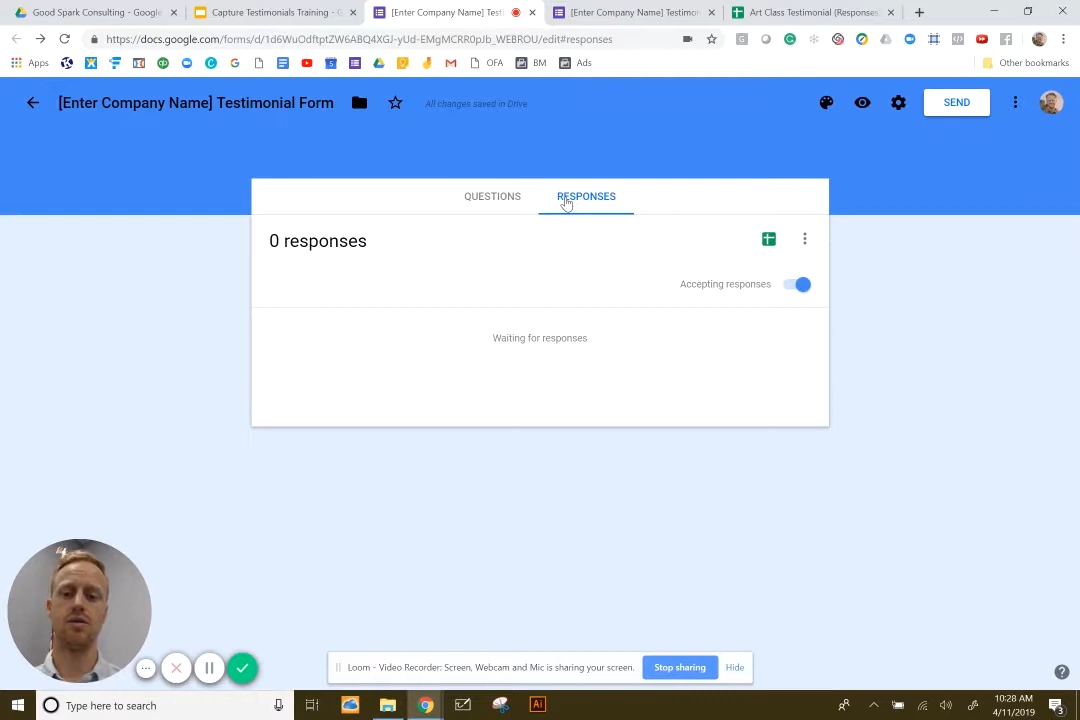 Good Spark Consulting - Google
Capture Testimonials Training - G
[Enter Company Name] Testi
[Enter Company Name] Testimon
Art Class Testimonial (Responses
https://docs.google.com/forms/d/1d6WuOdftptZW6ABQ4XGJ-yUd-EMgMCRR0pJb_WEBROU/edit#responses
Apps
OFA
BM
Ads
Other bookmarks
[Enter Company Name] Testimonial Form
All changes saved in Drive
SEND
QUESTIONS
RESPONSES
0 responses
Accepting responses
Waiting for responses
Loom - Video Recorder: Screen, Webcam and Mic is sharing your screen.
Stop sharing
Hide
Type here to search
Ai
10:28 AM
4/11/2019
3